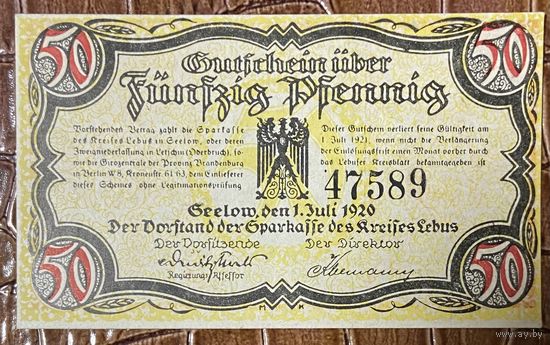 50 50
Gutschein über
Fünfzig Pfennig
Vorstehenden Betrag zahlt die Sparkasse
des Kreises Lebus in Seelow, oder deren
Zweigniederlassung in Letschin (Oderbruch), so-
wie die Girozentrale der Provinz Brandenburg
in Berlin W8, Kronenstr. 61/63, dem Einlieferer
dieses Scheines ohne Legitimationsprüfung
Dieser Gutschein verliert seine Gültigkeit am
1. Juli 1921, wenn nicht die Verlängerung
der Einlösungsfrist einen Monat vorher durch
das Lebuser Kreisblatt bekanntgegeben ist
47589
Seelow, den 1. Juli 1920
Der Vorstand der Sparkasse des Kreises Lebus
Der Vorsitzende Der Direktor
Regierungs-Assessor
50 50
www.ay.by